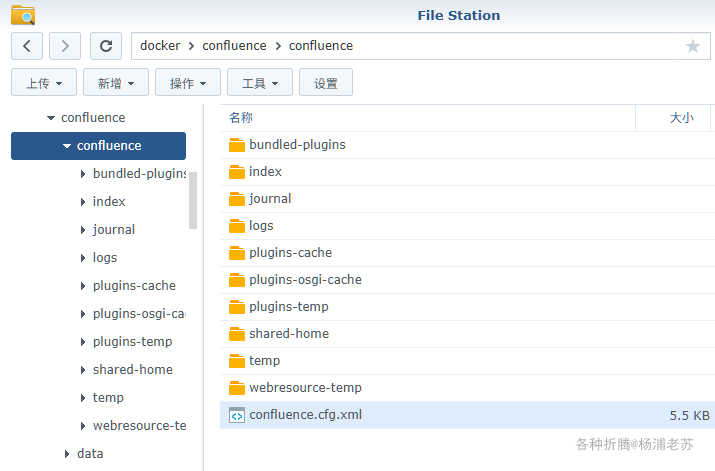 File Station
docker > confluence > confluence
上传 新增 操作 工具 设置
confluence
confluence
bundled-plugins
index
journal
logs
plugins-cache
plugins-osgi-ca
plugins-temp
shared-home
temp
webresource-te
data
名称 大小
bundled-plugins
index
journal
logs
plugins-cache
plugins-osgi-cache
plugins-temp
shared-home
temp
webresource-temp
confluence.cfg.xml 5.5 KB
各种折腾@杨浦老苏